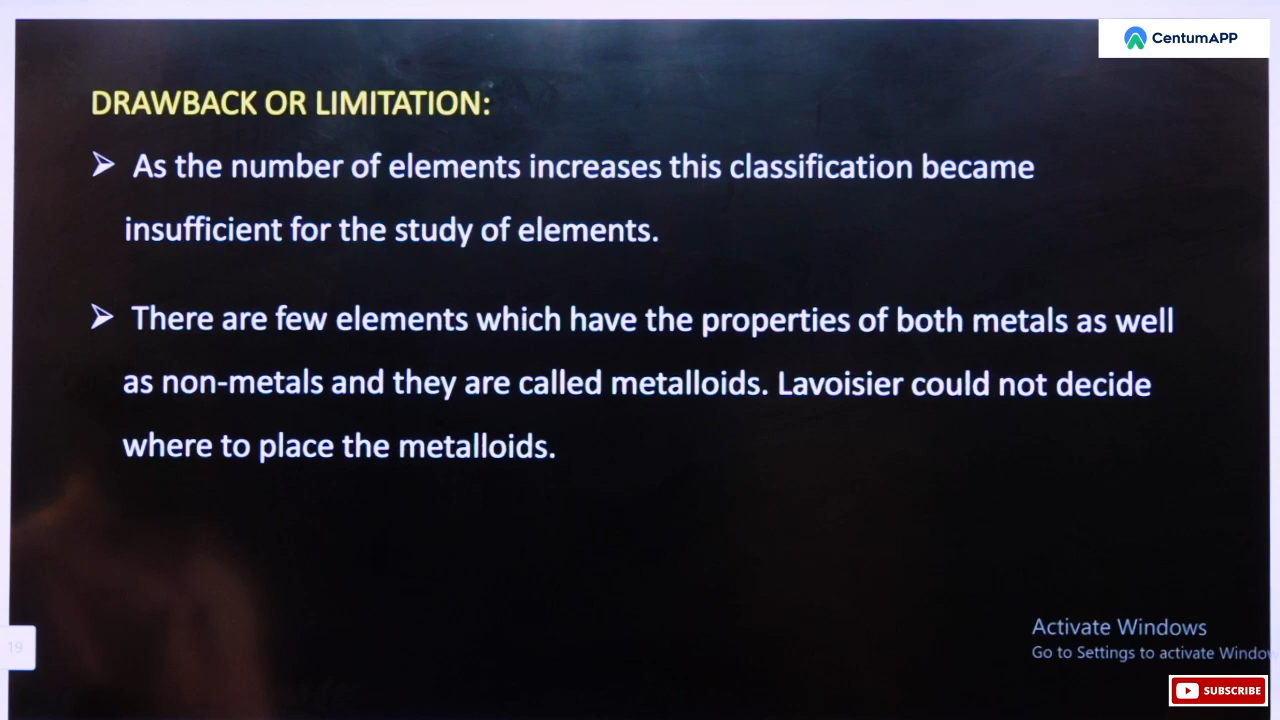 CentumAPP
DRAWBACK OR LIMITATION:
➢ As the number of elements increases this classification became
insufficient for the study of elements.
➢ There are few elements which have the properties of both metals as well
as non-metals and they are called metalloids. Lavoisier could not decide
where to place the metalloids.
19
Activate Windows
Go to Settings to activate Window
SUBSCRIBE